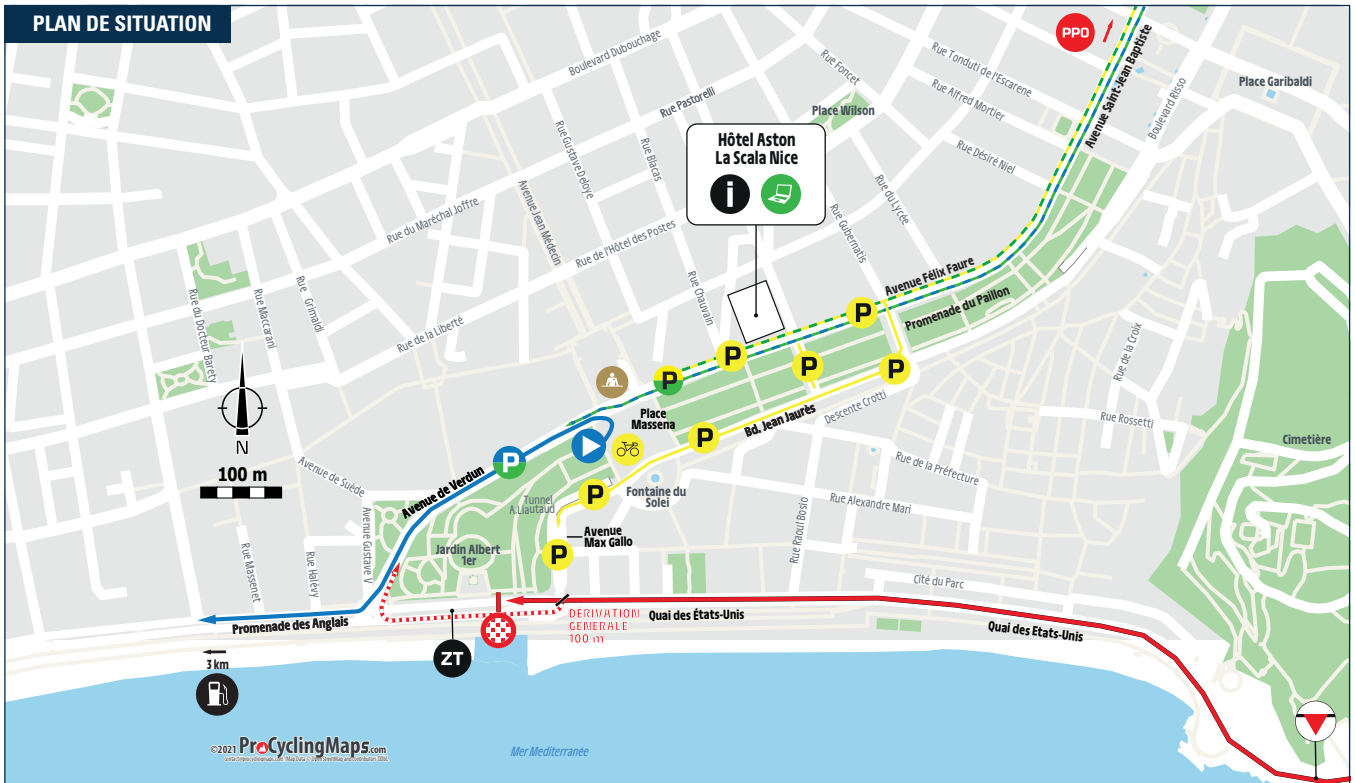 PLAN DE SITUATION
PPO
Boulevard Dubouchage
Rue Foncet
Rue Tonduti de l'Escarene
Avenue Saint-Jean Baptiste
Place Garibaldi
Rue Pastorelli
Place Wilson
Rue Alfred Mortier
Boulevard Risso
Rue Gustave Deloye
Rue Blacas
Hôtel Aston
La Scala Nice
i
Rue Désiré Niel
Avenue Jean Médecin
Rue du Lycée
Rue Gubernatis
Rue du Maréchal Joffre
Rue de l'Hôtel des Postes
Rue Chauvain
Avenue Félix Faure
Promenade du Paillon
Rue du Docteur Barety
Rue Maccarani
Rue Grimaldi
Rue de la Liberté
P
P
P
P
P
P
Rue de la Croix
N
100 m
Place
Massena
Bd. Jean Jaurès
Descente Crotti
Rue Rossetti
Cimetière
Avenue de Suède
Avenue de Verdun
P
P
P
Rue de la Préfecture
Tunnel
A.Liautaud
Fontaine du
Solei
Rue Alexandre Mari
Rue Raoul Bosio
Avenue Gustave V
Avenue
Max Gallo
Jardin Albert
1er
Rue Massenet
Rue Halévy
Cité du Parc
DERIVATION
GENERALE
100 m
Quai des États-Unis
Quai des Etats-Unis
Promenade des Anglais
ZT
3 km
©2021 ProCyclingMaps.com
Mer Mediterranée